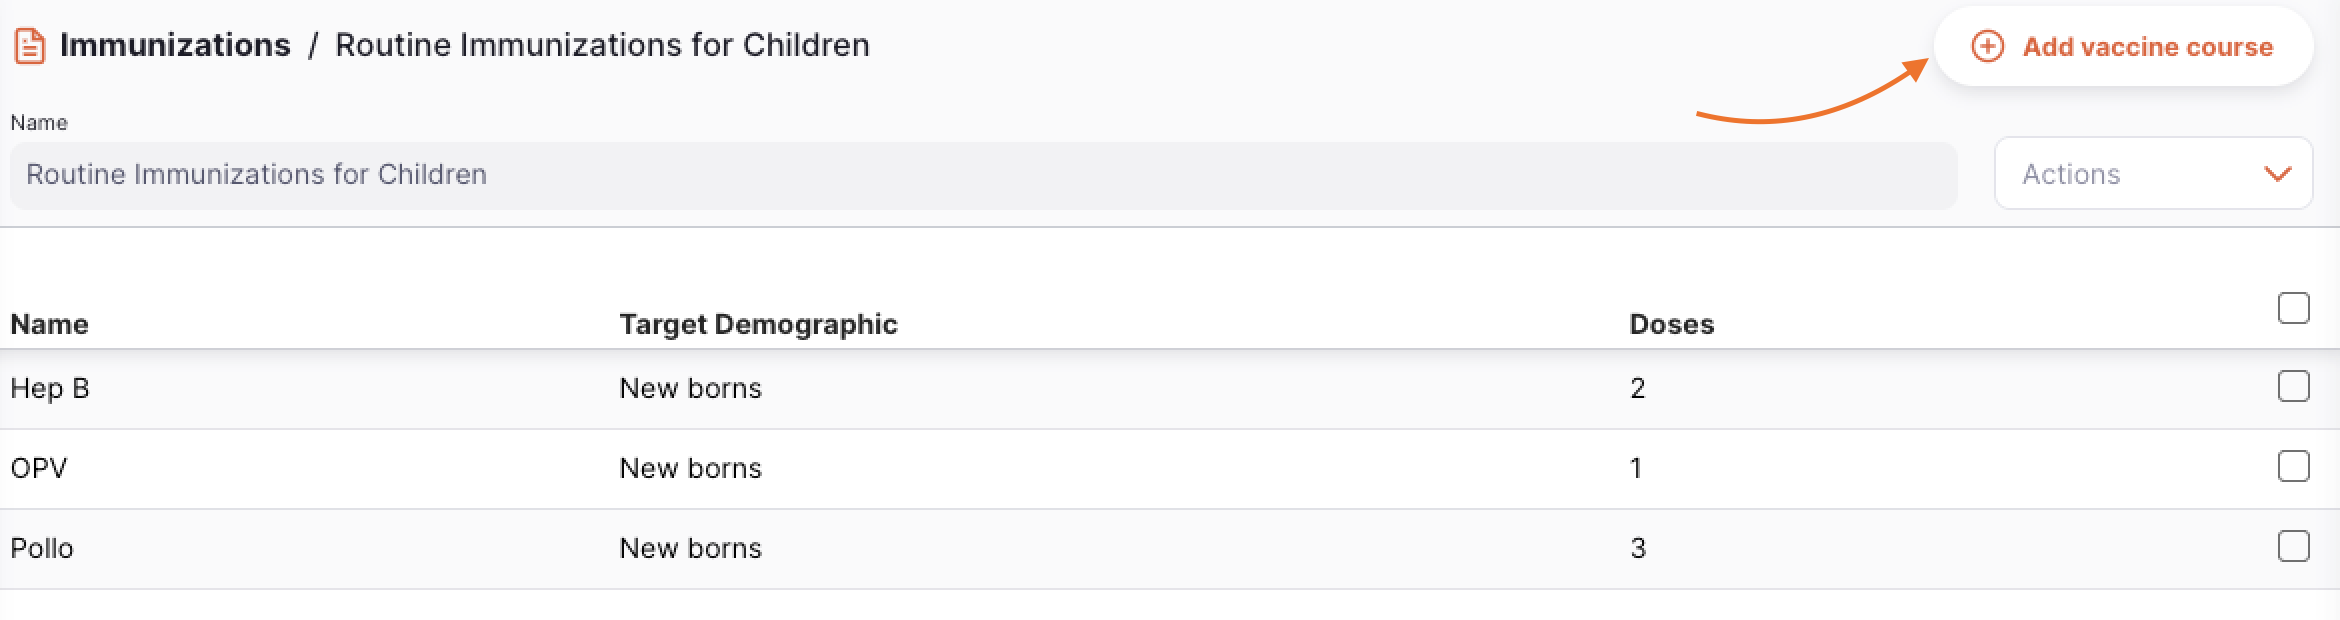 Immunizations / Routine Immunizations for Children
Add vaccine course
Name
Routine Immunizations for Children
Actions
Name Target Demographic Doses
Hep B New borns 2
OPV New borns 1
Pollo New borns 3